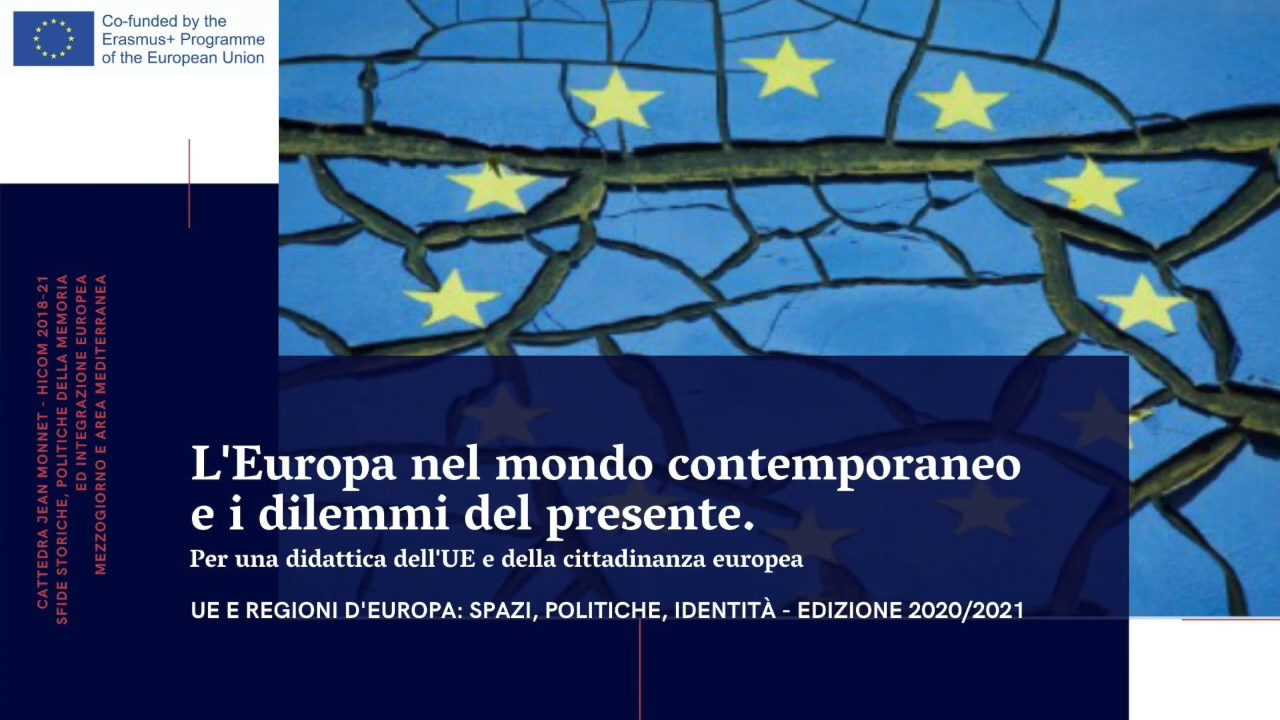 Co-funded by the
Erasmus+ Programme
of the European Union
CATTEDRA JEAN MONNET - HICOM 2018-21
SFIDE STORICHE, POLITICHE DELLA MEMORIA
ED INTEGRAZIONE EUROPEA
MEZZOGIORNO E AREA MEDITERRANEA
L'Europa nel mondo contemporaneo
e i dilemmi del presente.
Per una didattica dell'UE e della cittadinanza europea
UE E REGIONI D'EUROPA: SPAZI, POLITICHE, IDENTITÀ - EDIZIONE 2020/2021